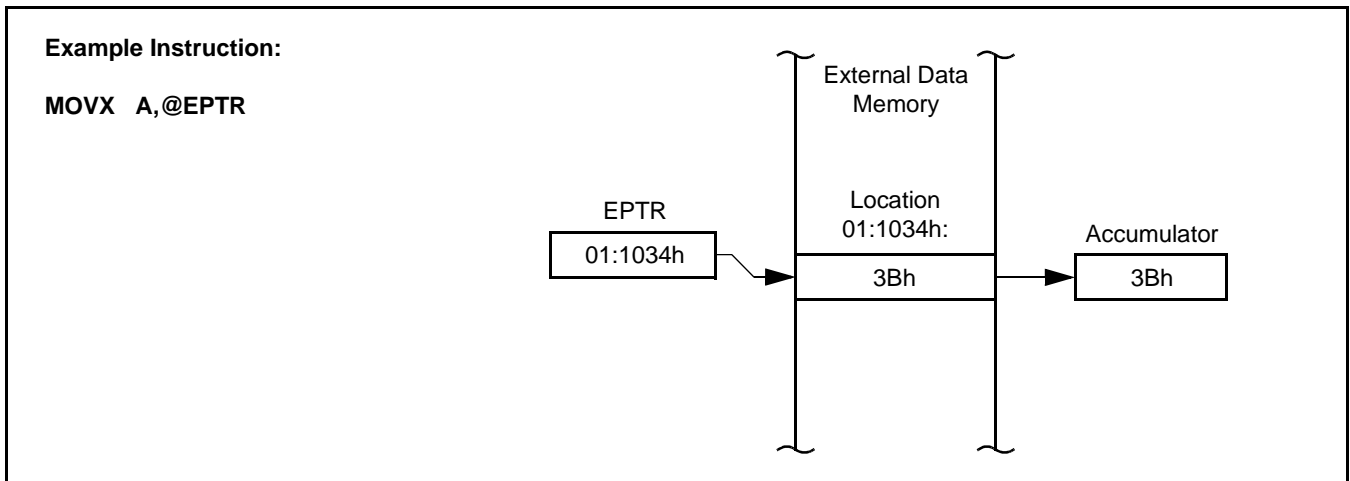 Example Instruction:
MOVX A,@EPTR
External Data
Memory
Location
01:1034h:
EPTR
01:1034h
3Bh
Accumulator
3Bh